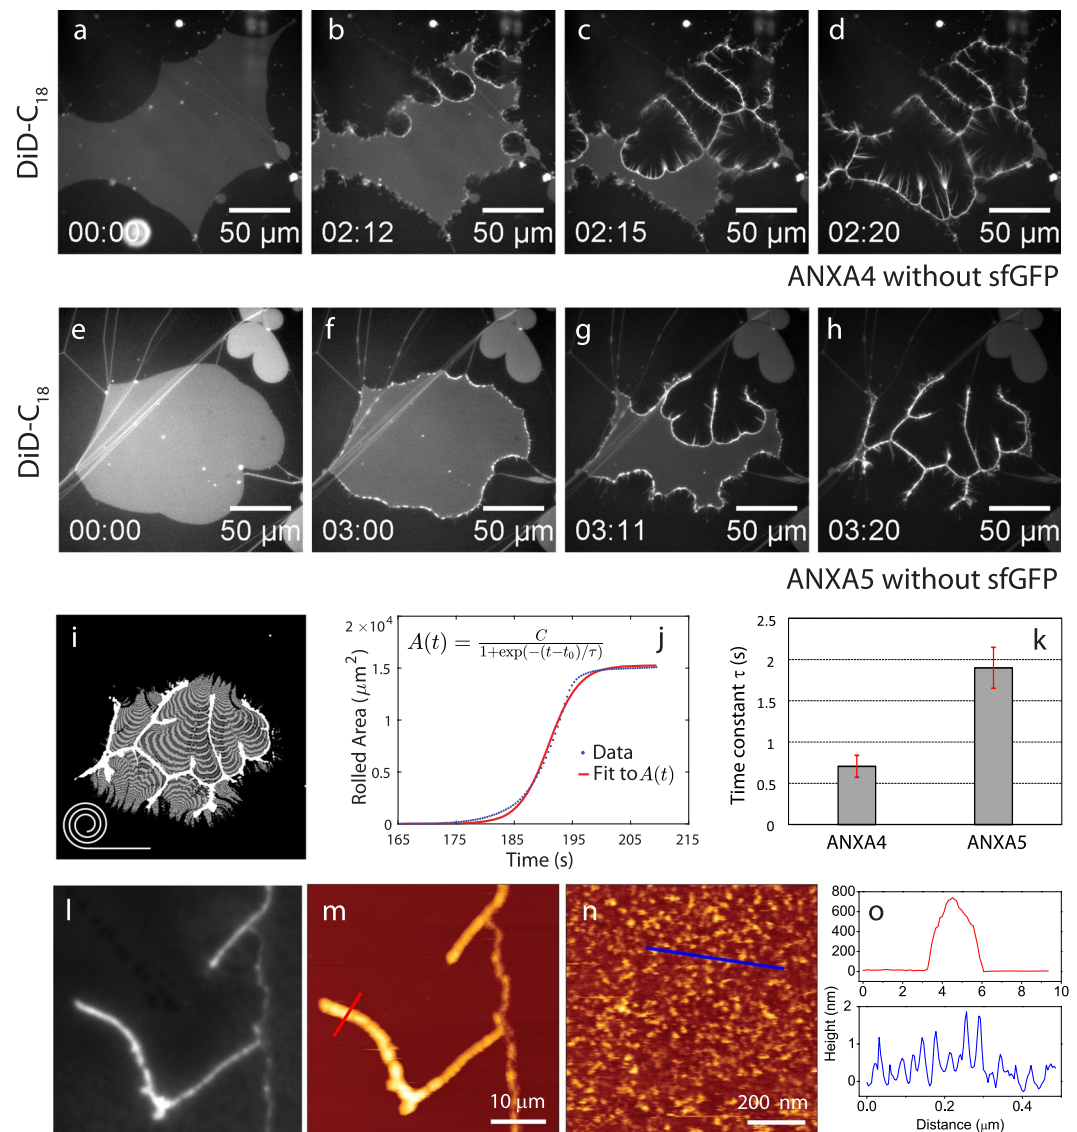 DiD-C18
a
00:00
50 μm
b
02:12
50 μm
c
02:15
50 μm
d
02:20
50 μm
ANXA4 without sfGFP
DiD-C18
e
00:00
50 μm
f
03:00
50 μm
g
03:11
50 μm
h
03:20
50 μm
ANXA5 without sfGFP
i
j
2 ×10⁴
1.5
1
0.5
0
Rolled Area (μm²)
A(t) = C / 1+exp(−(t−t₀)/τ)
Data
Fit to A(t)
165 175 185 195 205 215
Time (s)
k
2.5
2
1.5
1
0.5
0
Time constant τ (s)
ANXA4 ANXA5
l
m
10 μm
n
200 nm
o
800
600
400
200
0
0 2 4 6 8 10
Height (nm)
2
1
0
0.0 0.2 0.4
Distance (μm)